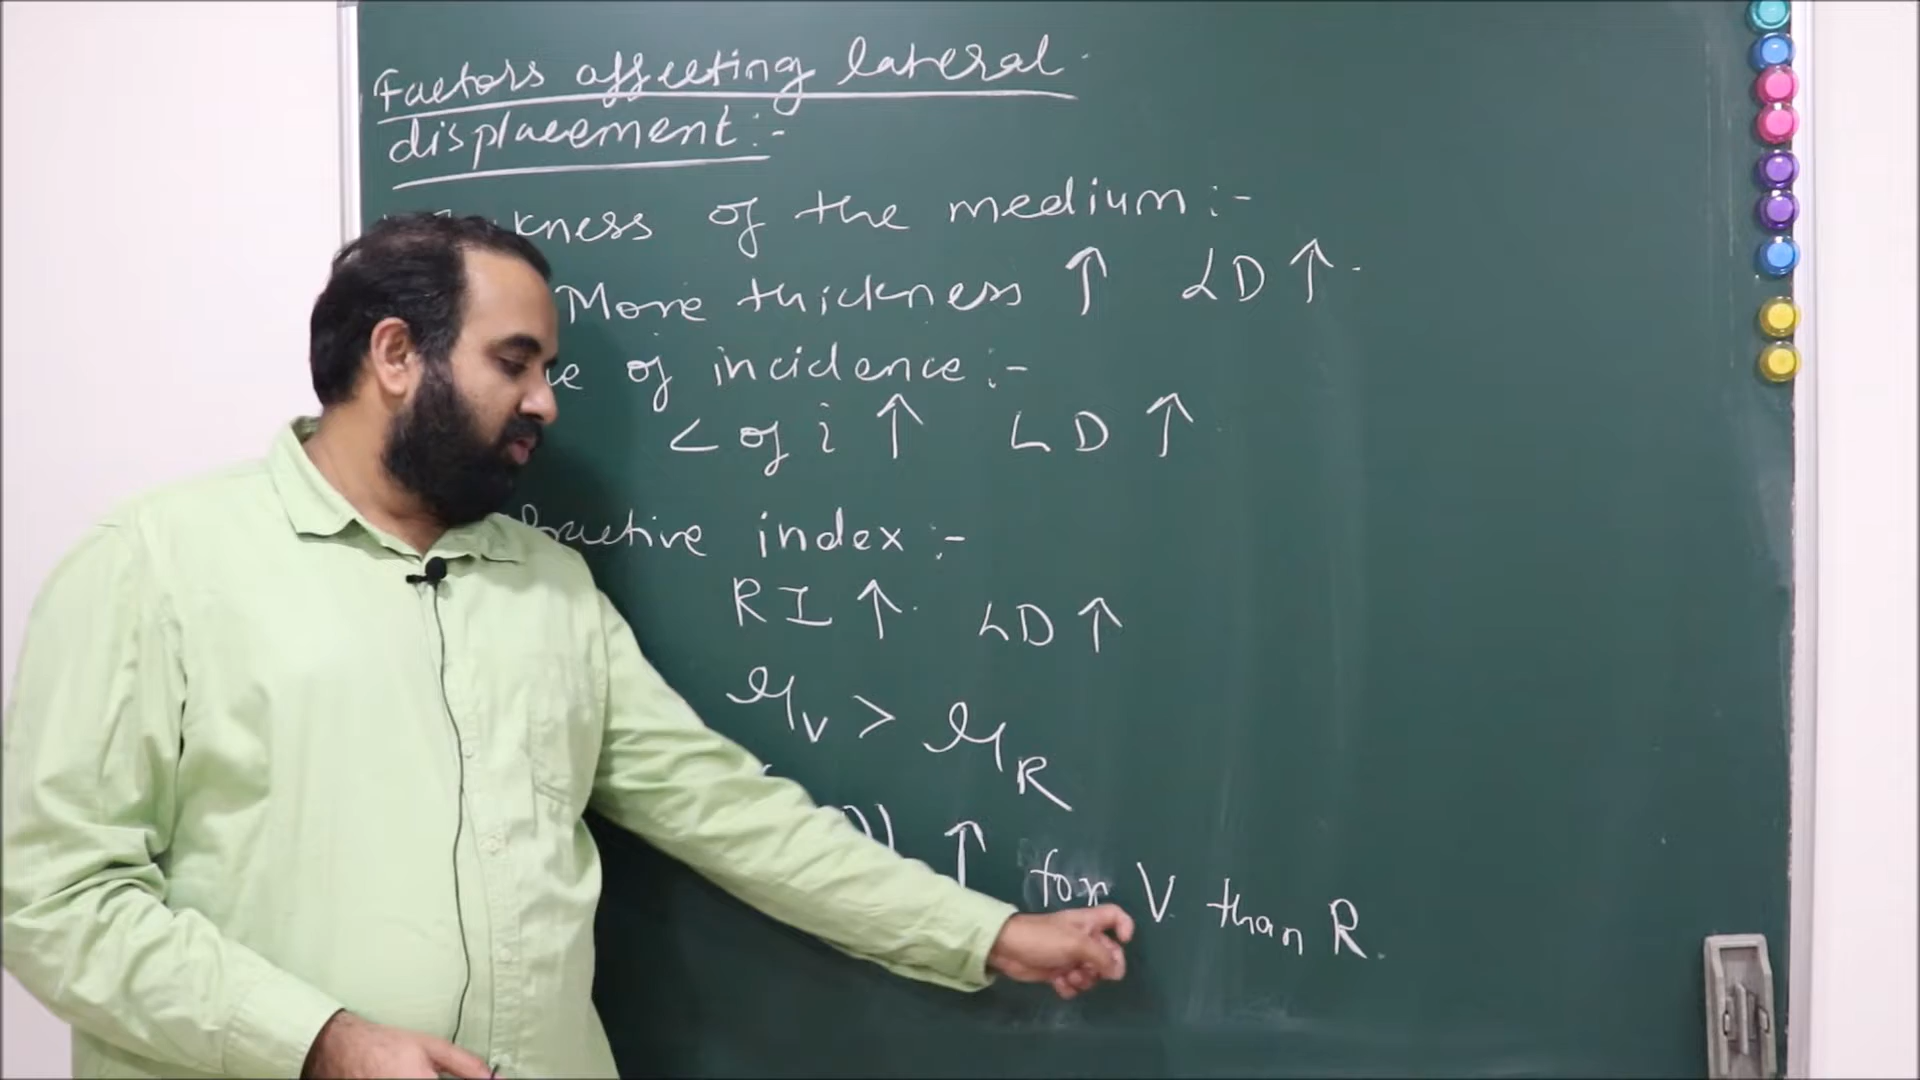 Factors affecting lateral
displacement :-
of the medium :-
More thickness ↑ LD ↑
of incidence :-
< of i ↑ LD ↑
index :-
RI ↑ LD ↑
μV > μR
↑ for V than R.